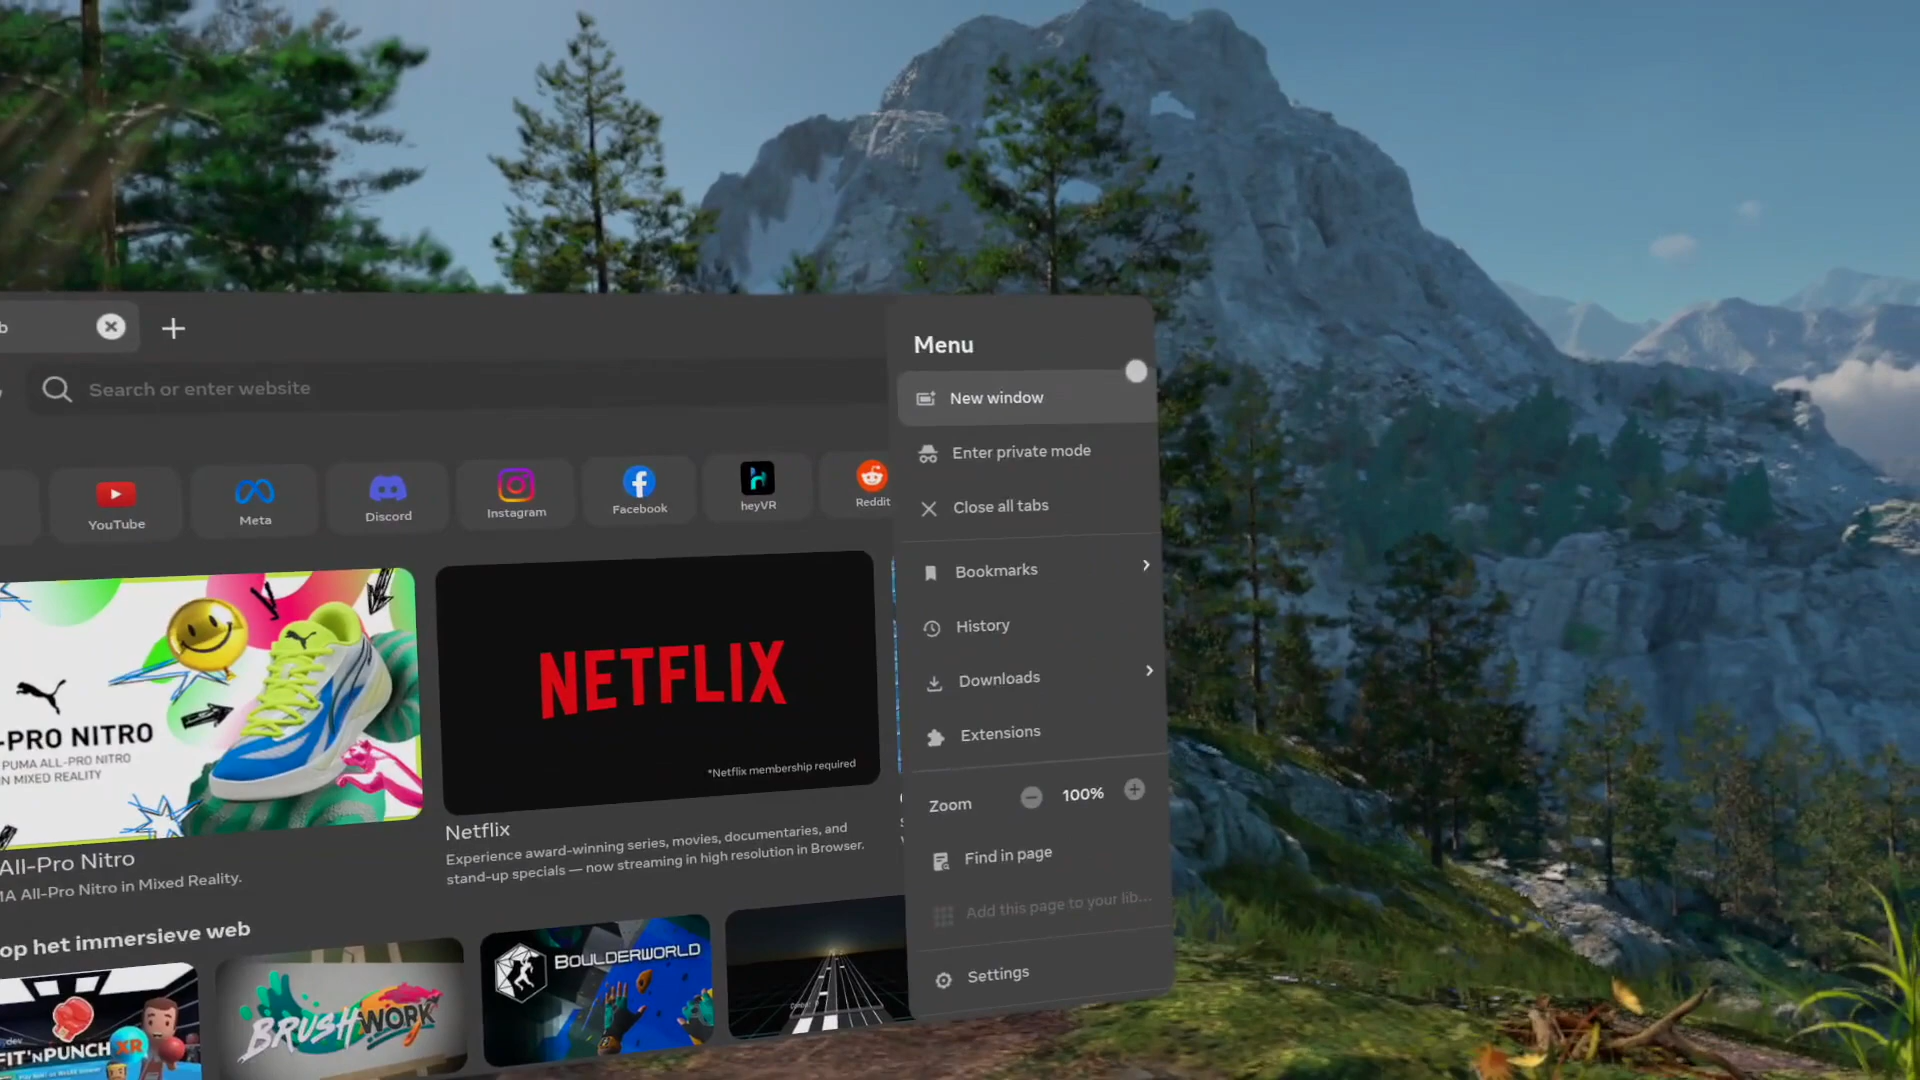 b
Search or enter website
YouTube
Meta
Discord
Instagram
Facebook
heyVR
Reddit
-PRO NITRO
PUMA ALL-PRO NITRO
IN MIXED REALITY
NETFLIX
*Netflix membership required
All-Pro Nitro
MA All-Pro Nitro in Mixed Reality.
Netflix
Experience award-winning series, movies, documentaries, and
stand-up specials — now streaming in high resolution in Browser.
op het immersieve web
FIT'NPUNCH XR
BRUSHWORK
BOULDERWORLD
Menu
New window
Enter private mode
Close all tabs
Bookmarks
History
Downloads
Extensions
Zoom
100%
Find in page
Add this page to your lib...
Settings